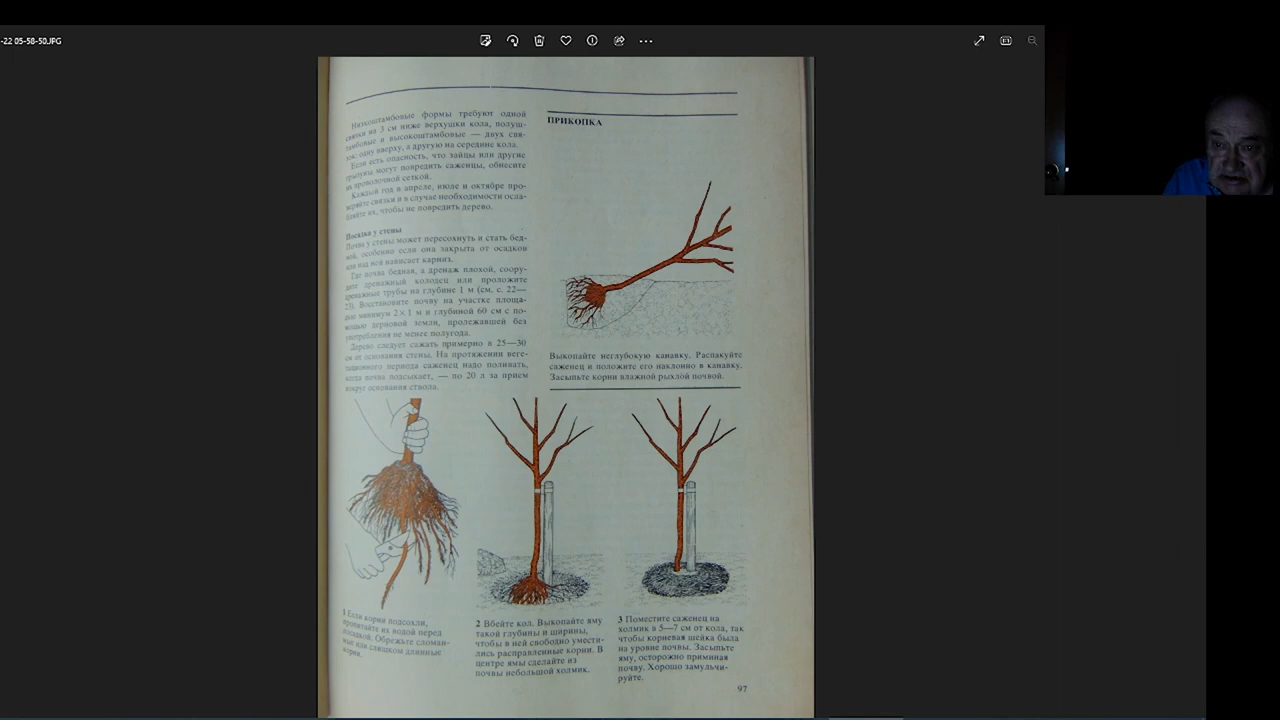 -22 05-58-50.JPG
Низкоштамбовые формы требуют одной
связки на 3 см ниже верхушки кола, полуш-
тамбовые и высокоштамбовые — двух свя-
зок: одну вверху, а другую на середине кола.
Если есть опасность, что зайцы или другие
грызуны могут повредить саженцы, обнесите
их проволочной сеткой.
Каждый год в апреле, июле и октябре про-
веряйте связки и в случае необходимости осла-
бляйте их, чтобы не повредить дерево.
Посадка у стены
Почва у стены может пересохнуть и стать бед-
ной, особенно если она закрыта от осадков
или над ней нависает карниз.
Где почва бедная, а дренаж плохой, соору-
дите дренажный колодец или проложите
дренажные трубы на глубине 1 м (см. с. 22—
23). Восстановите почву на участке площа-
дью минимум 2×1 м и глубиной 60 см с по-
мощью дерновой земли, пролежавшей без
употребления не менее полугода.
Дерево следует сажать примерно в 25—30
см от основания стены. На протяжении веге-
тационного периода саженец надо поливать,
когда почва подсыхает, — по 20 л за прием
вокруг основания ствола.
ПРИКОПКА
Выкопайте неглубокую канавку. Распакуйте
саженец и положите его наклонно в канавку.
Засыпьте корни влажной рыхлой почвой.
1 Если корни подсохли,
пропитайте их водой перед
посадкой. Обрежьте сломан-
ные или слишком длинные
корни.
2 Вбейте кол. Выкопайте яму
такой глубины и ширины,
чтобы в ней свободно умести-
лись расправленные корни. В
центре ямы сделайте из
почвы небольшой холмик.
3 Поместите саженец на
холмик в 5—7 см от кола, так
чтобы корневая шейка была
на уровне почвы. Засыпьте
яму, осторожно приминая
почву. Хорошо замульчи-
руйте.
97